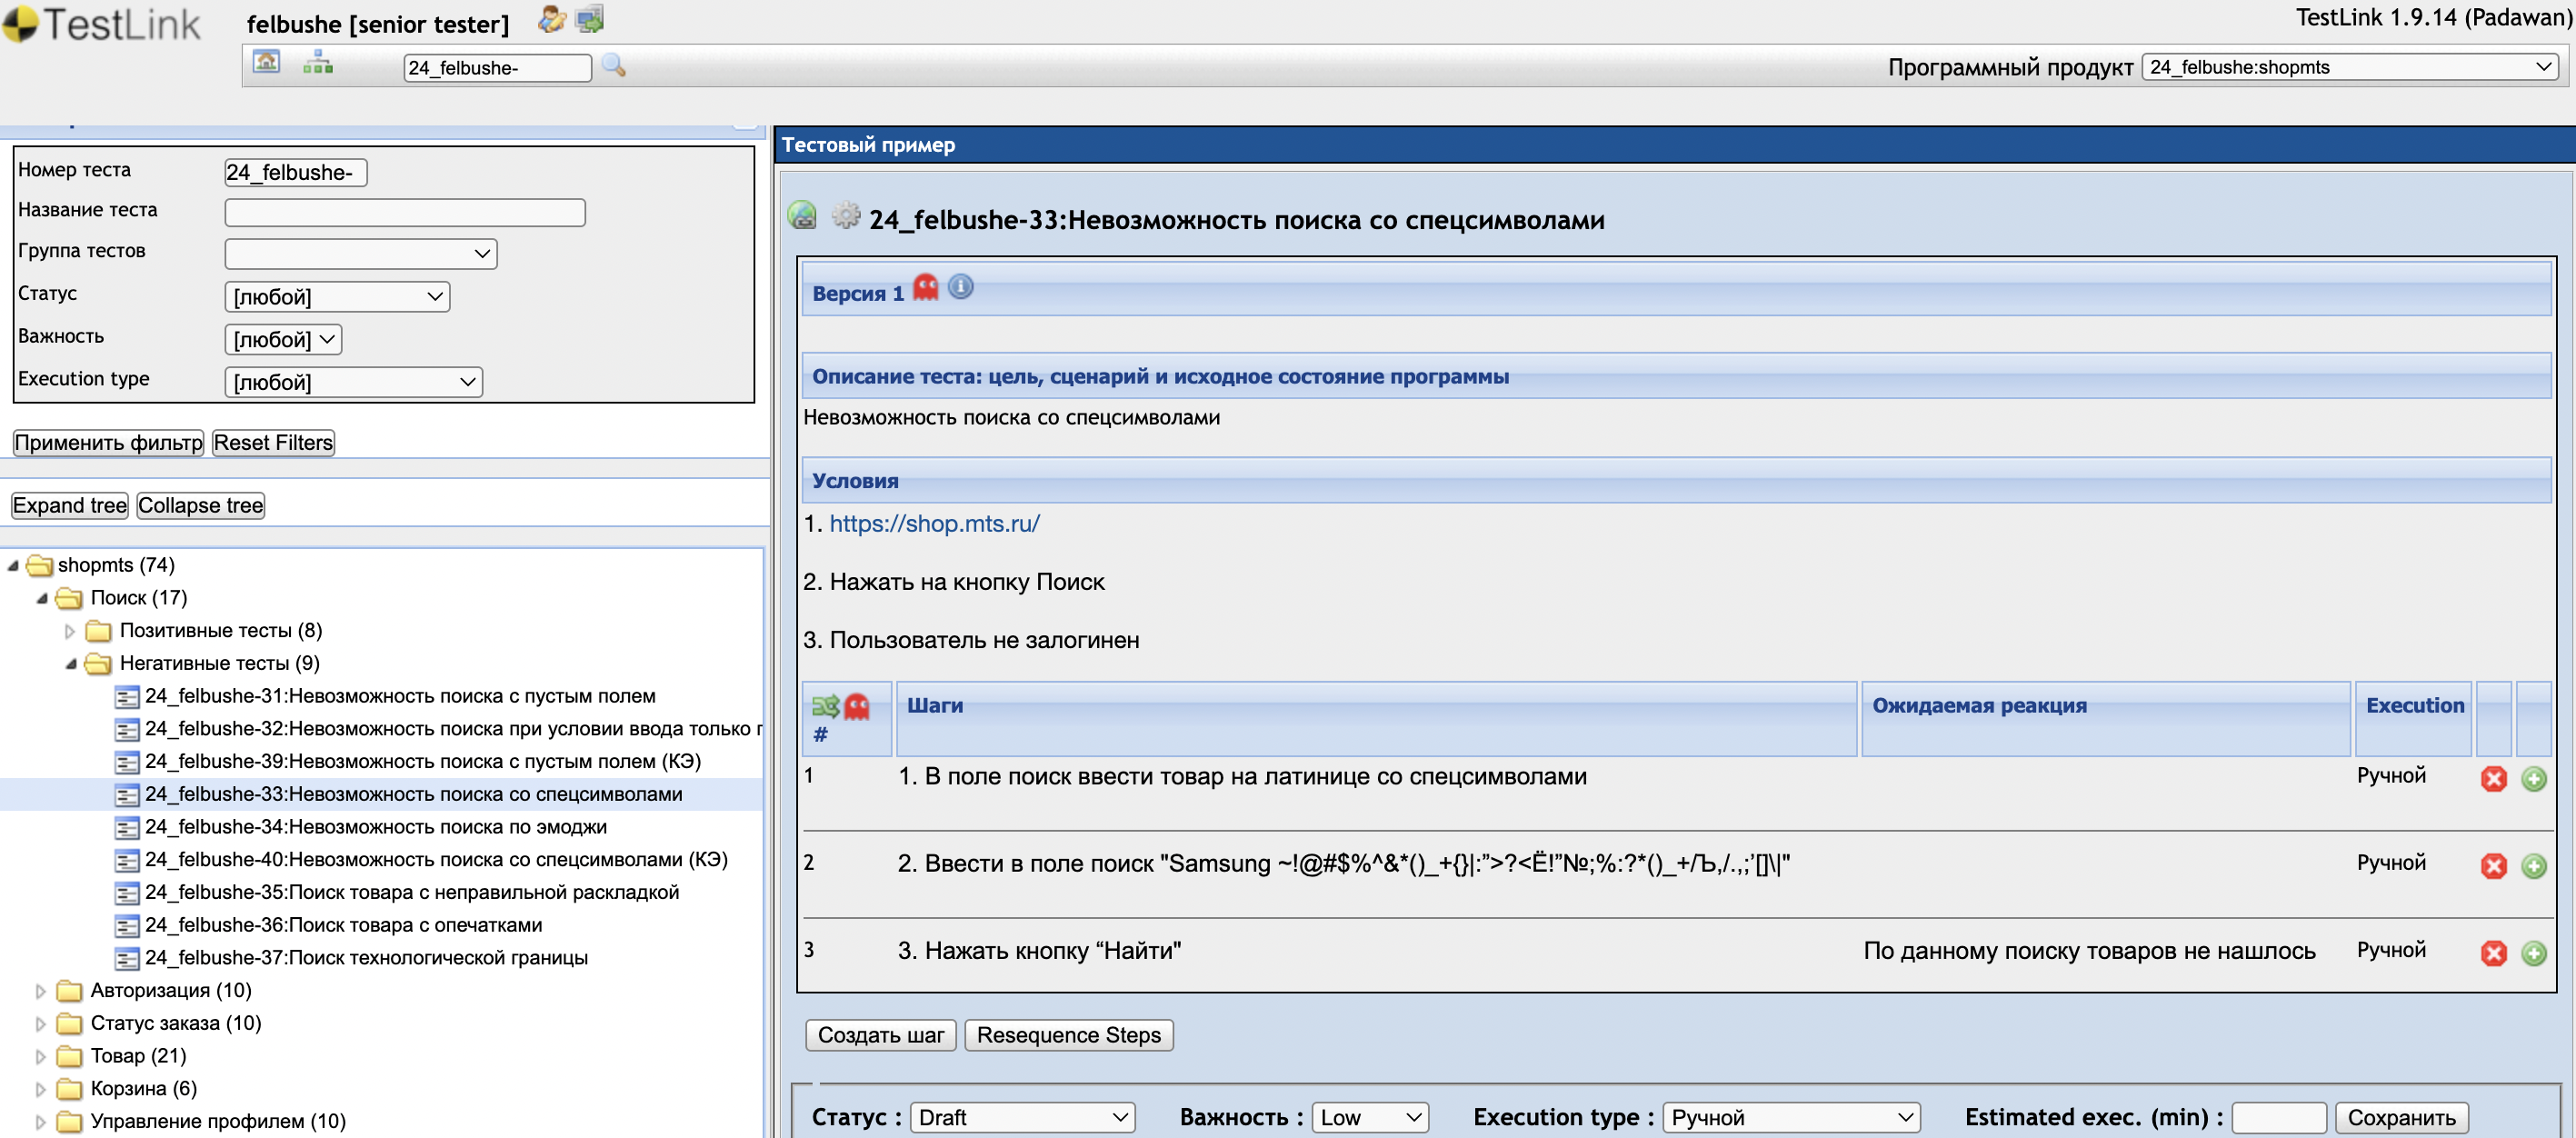 TestLink
felbushe [senior tester]
TestLink 1.9.14 (Padawan)
24_felbushe-
Программный продукт 24_felbushe:shopmts
Номер теста 24_felbushe-
Название теста
Группа тестов
Статус [любой]
Важность [любой]
Execution type [любой]
Применить фильтр Reset Filters
Expand tree Collapse tree
shopmts (74)
Поиск (17)
Позитивные тесты (8)
Негативные тесты (9)
24_felbushe-31:Невозможность поиска с пустым полем
24_felbushe-32:Невозможность поиска при условии ввода только
24_felbushe-39:Невозможность поиска с пустым полем (КЭ)
24_felbushe-33:Невозможность поиска со спецсимволами
24_felbushe-34:Невозможность поиска по эмоджи
24_felbushe-40:Невозможность поиска со спецсимволами (КЭ)
24_felbushe-35:Поиск товара с неправильной раскладкой
24_felbushe-36:Поиск товара с опечатками
24_felbushe-37:Поиск технологической границы
Авторизация (10)
Статус заказа (10)
Товар (21)
Корзина (6)
Управление профилем (10)
Тестовый пример
24_felbushe-33:Невозможность поиска со спецсимволами
Версия 1
Описание теста: цель, сценарий и исходное состояние программы
Невозможность поиска со спецсимволами
Условия
1. https://shop.mts.ru/
2. Нажать на кнопку Поиск
3. Пользователь не залогинен
# Шаги Ожидаемая реакция Execution
1 1. В поле поиск ввести товар на латинице со спецсимволами Ручной
2 2. Ввести в поле поиск "Samsung ~!@#$%^&*()_+{}|:”>?<Ё!”№;%:?*()_+/Ъ,/.,;’[]\|" Ручной
3 3. Нажать кнопку “Найти" По данному поиску товаров не нашлось Ручной
Создать шаг Resequence Steps
Статус : Draft Важность : Low Execution type : Ручной Estimated exec. (min) : Сохранить